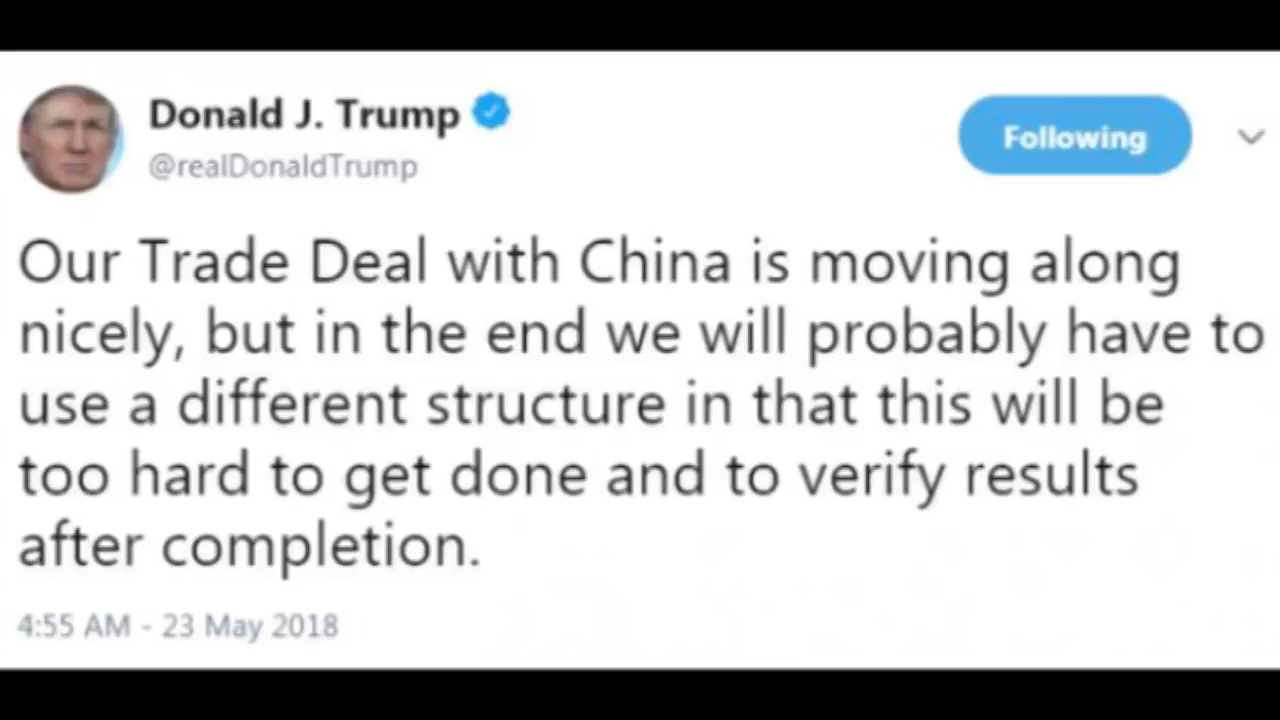 Donald J. Trump
@realDonaldTrump
Following
Our Trade Deal with China is moving along
nicely, but in the end we will probably have to
use a different structure in that this will be
too hard to get done and to verify results
after completion.
4:55 AM - 23 May 2018